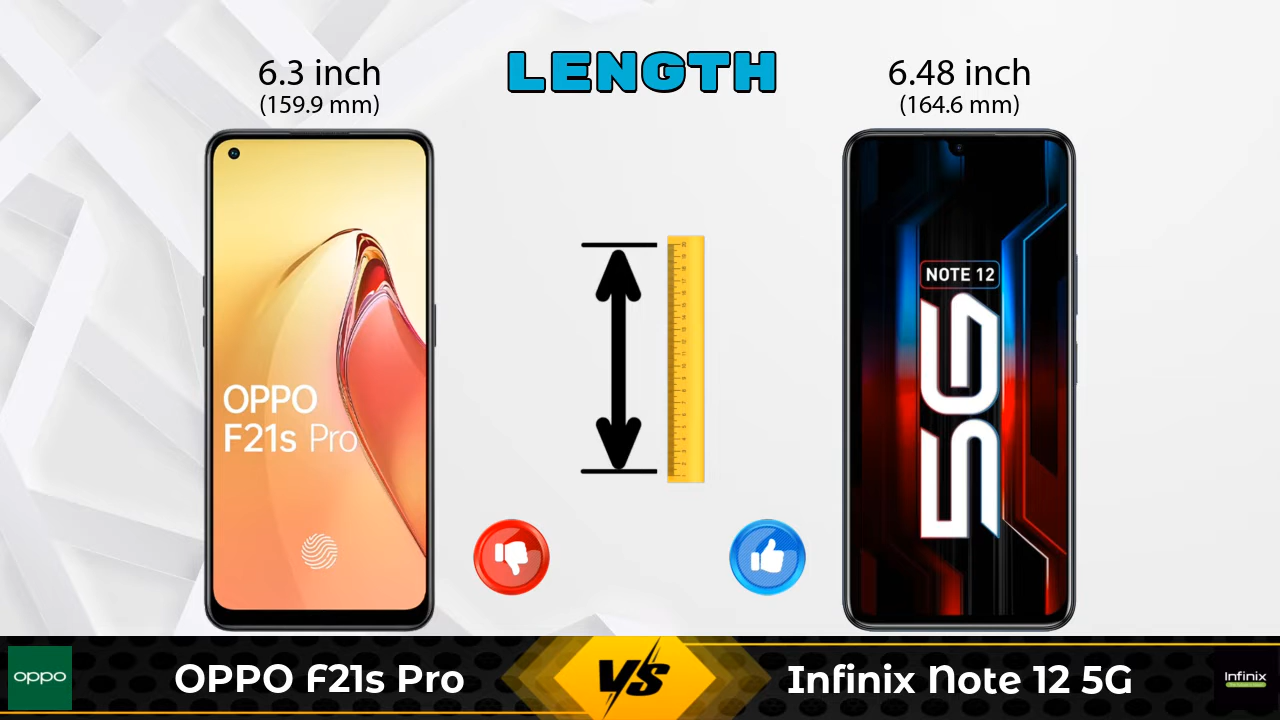 LENGTH
6.3 inch
(159.9 mm)
6.48 inch
(164.6 mm)
OPPO
F21s Pro
NOTE 12
5G
oppo
OPPO F21s Pro
VS
Infinix Note 12 5G
Infinix